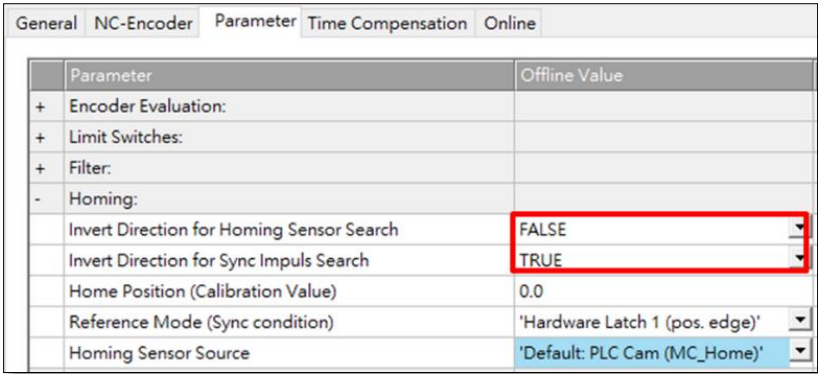 General NC-Encoder Parameter Time Compensation Online
Parameter Offline Value
+ Encoder Evaluation:
+ Limit Switches:
+ Filter:
- Homing:
Invert Direction for Homing Sensor Search FALSE
Invert Direction for Sync Impuls Search TRUE
Home Position (Calibration Value) 0.0
Reference Mode (Sync condition) 'Hardware Latch 1 (pos. edge)'
Homing Sensor Source 'Default: PLC Cam (MC_Home)'